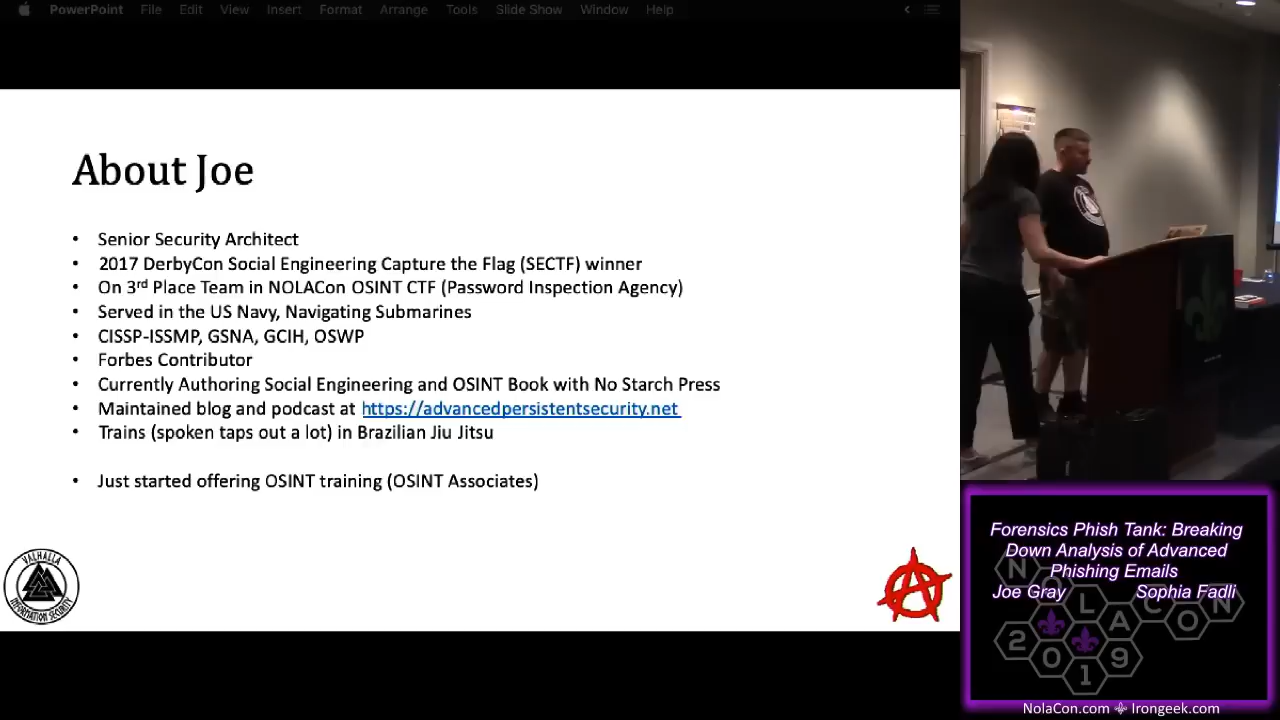 PowerPoint File Edit View Insert Format Arrange Tools Slide Show Window Help
About Joe
• Senior Security Architect
• 2017 DerbyCon Social Engineering Capture the Flag (SECTF) winner
• On 3rd Place Team in NOLACon OSINT CTF (Password Inspection Agency)
• Served in the US Navy, Navigating Submarines
• CISSP-ISSMP, GSNA, GCIH, OSWP
• Forbes Contributor
• Currently Authoring Social Engineering and OSINT Book with No Starch Press
• Maintained blog and podcast at https://advancedpersistentsecurity.net
• Trains (spoken taps out a lot) in Brazilian Jiu Jitsu
• Just started offering OSINT training (OSINT Associates)
VALHALLA
INFORMATION SECURITY
Forensics Phish Tank: Breaking
Down Analysis of Advanced
Phishing Emails
Joe Gray Sophia Fadli
NOLACON
2019
NolaCon.com Irongeek.com